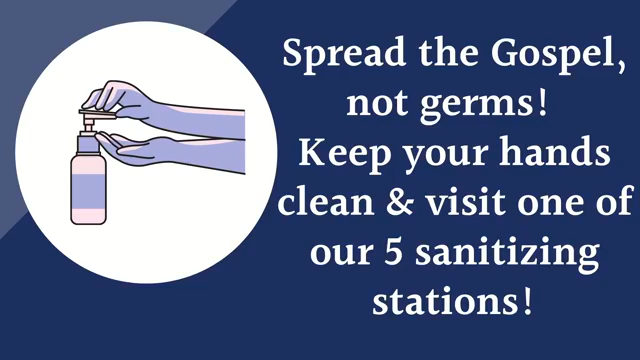 Spread the Gospel,
not germs!
Keep your hands
clean & visit one of
our 5 sanitizing
stations!